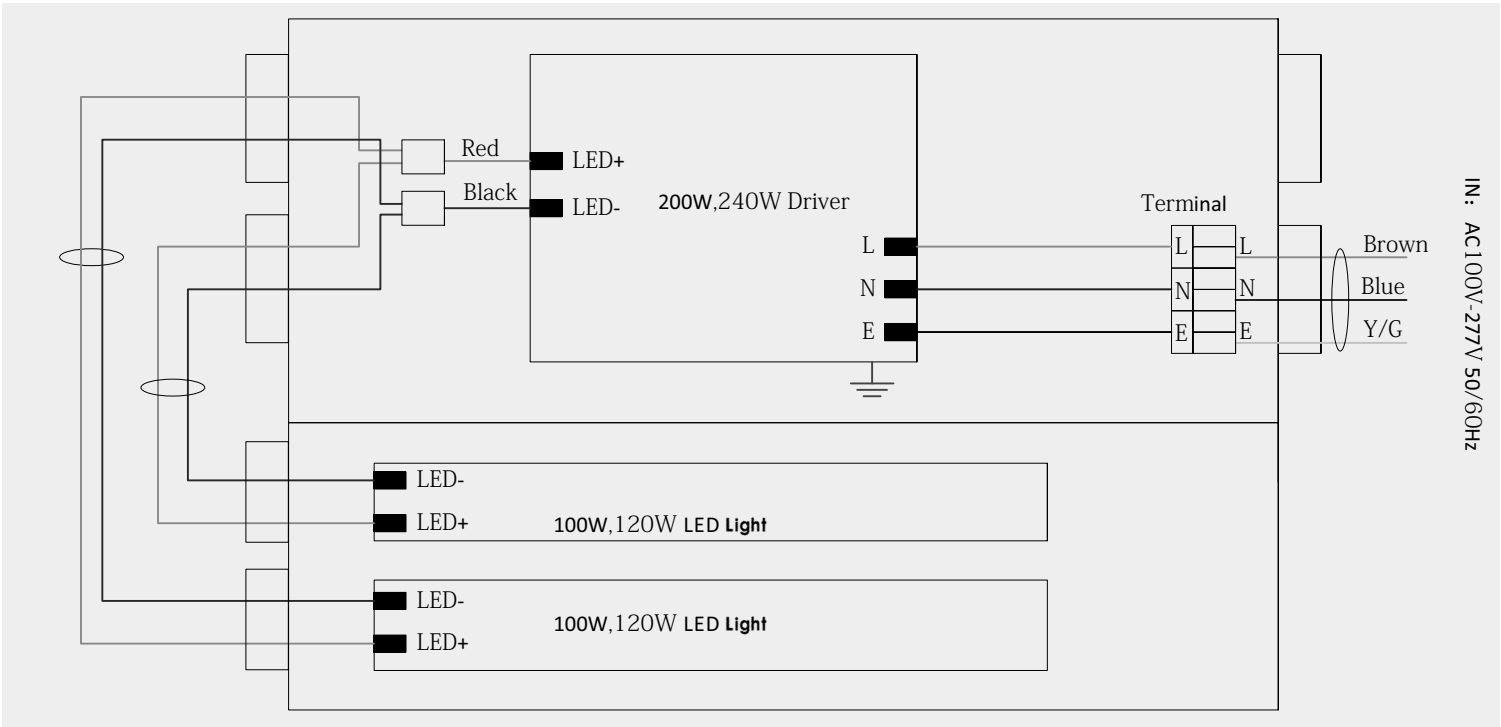 Red
LED+
Black
LED-
200W,240W Driver
Terminal
L
L
L
Brown
N
N
N
Blue
E
E
E
Y/G
IN: AC100V-277V 50/60Hz
LED-
LED+
100W,120W LED Light
LED-
100W,120W LED Light
LED+